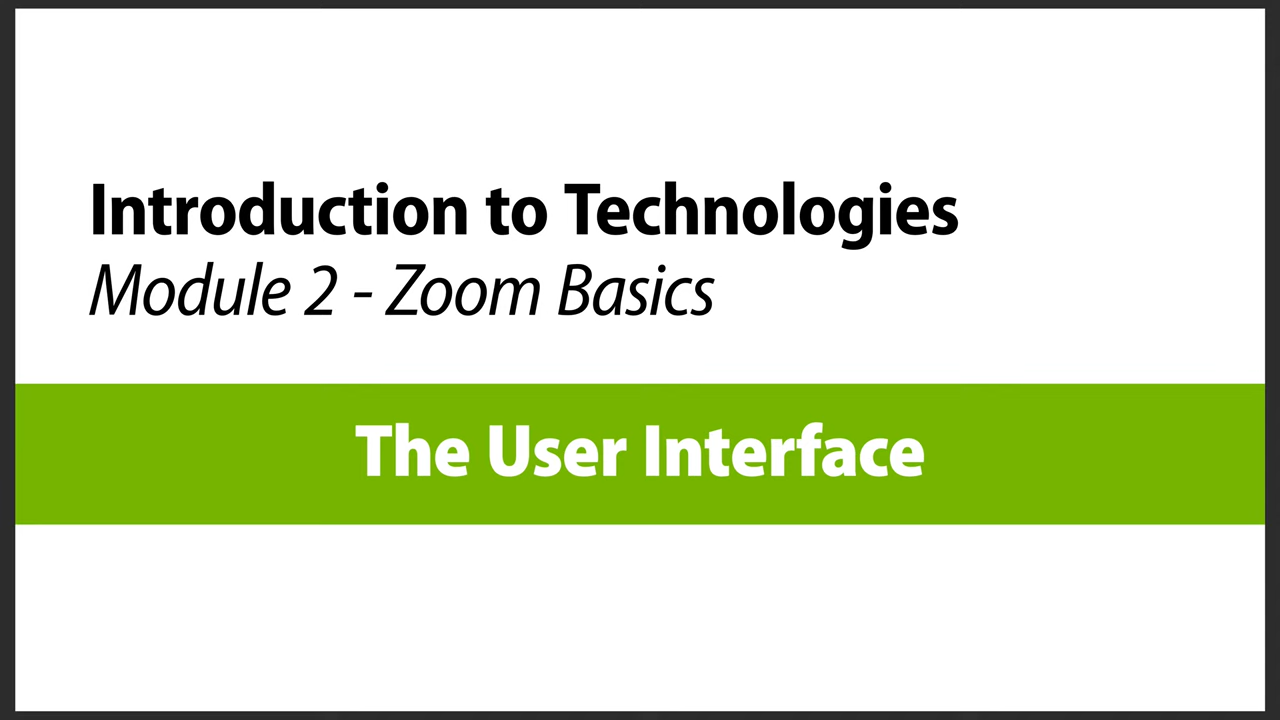 Introduction to Technologies
Module 2 - Zoom Basics
The User Interface